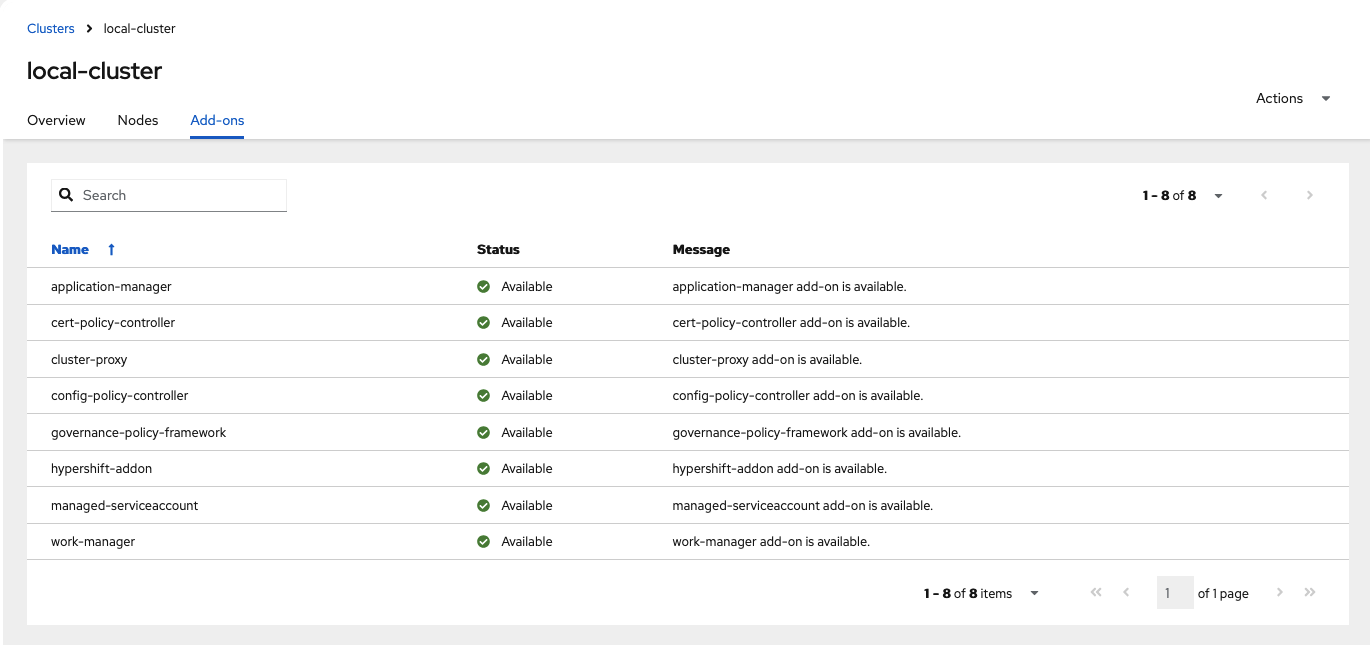 Clusters > local-cluster
local-cluster
Actions
Overview Nodes Add-ons
Search 1 - 8 of 8
Name Status Message
application-manager Available application-manager add-on is available.
cert-policy-controller Available cert-policy-controller add-on is available.
cluster-proxy Available cluster-proxy add-on is available.
config-policy-controller Available config-policy-controller add-on is available.
governance-policy-framework Available governance-policy-framework add-on is available.
hypershift-addon Available hypershift-addon add-on is available.
managed-serviceaccount Available managed-serviceaccount add-on is available.
work-manager Available work-manager add-on is available.
1 - 8 of 8 items 1 of 1 page